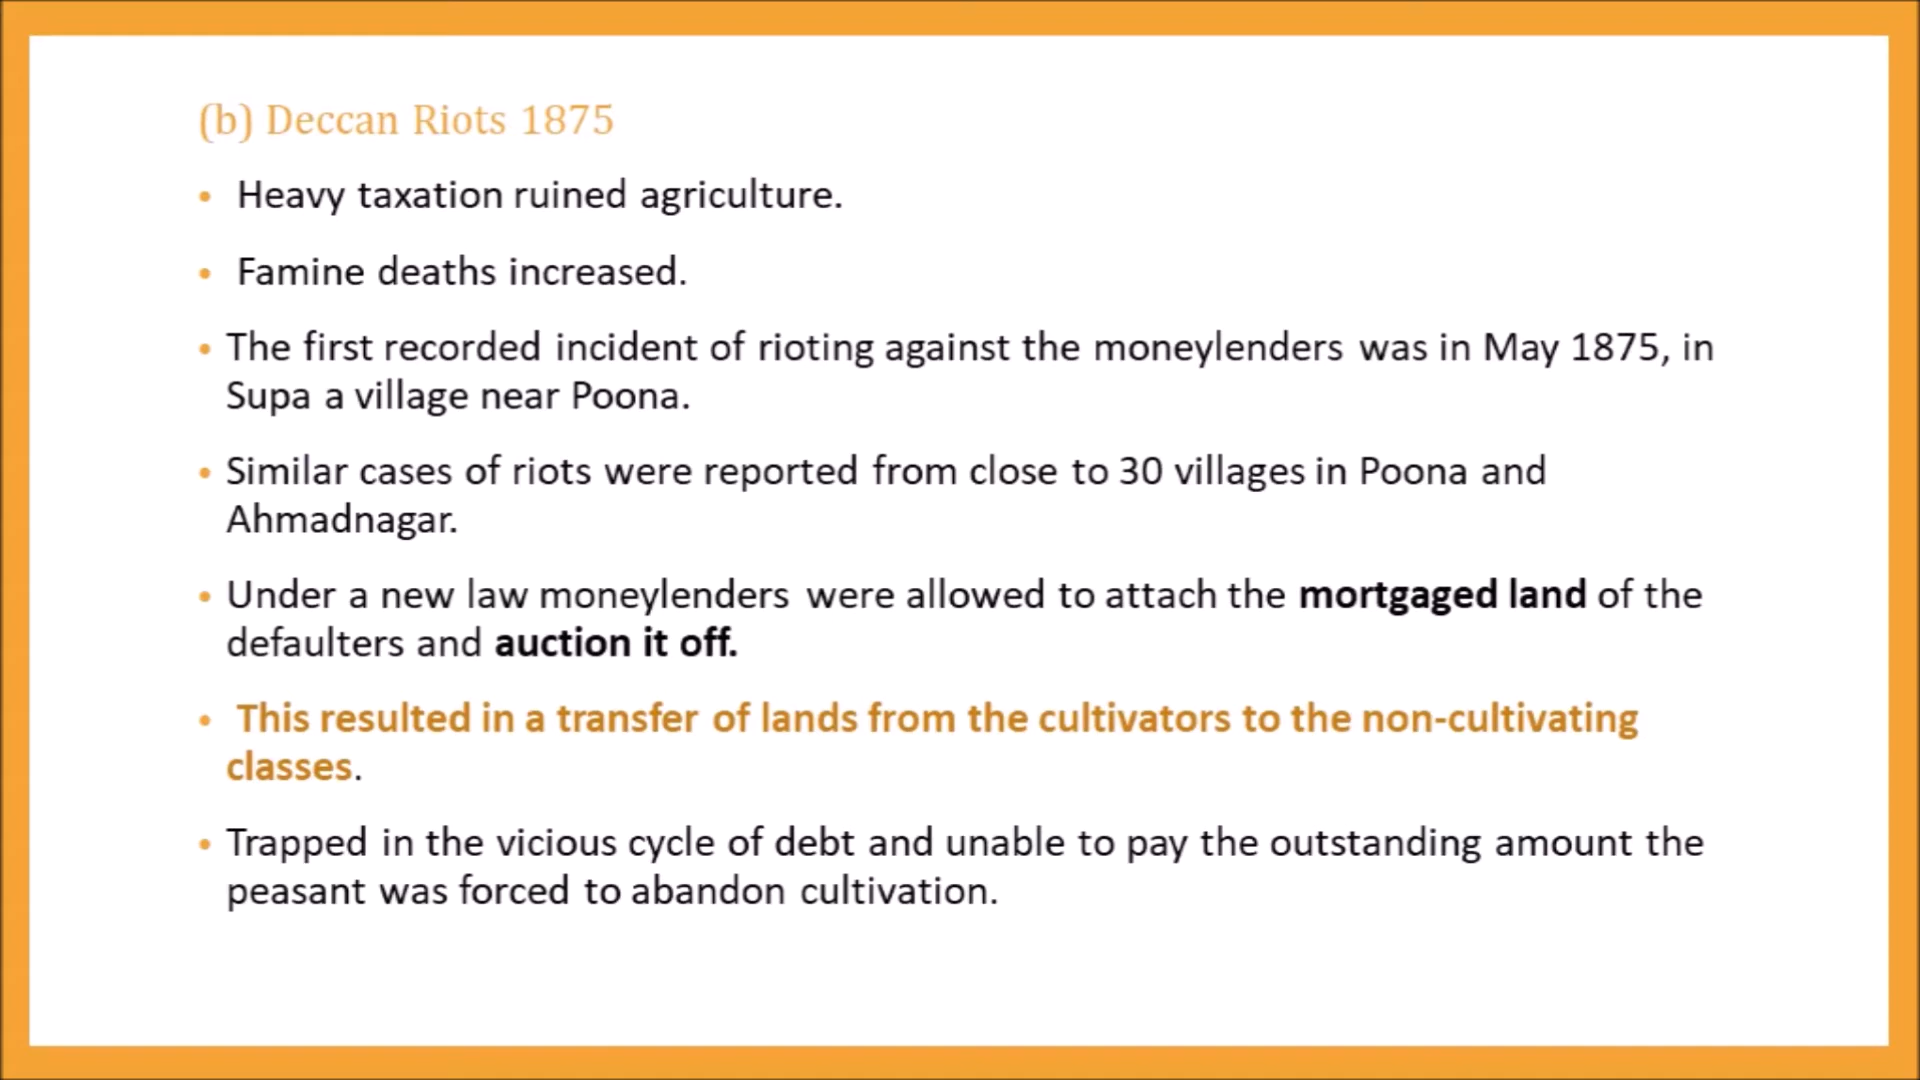 (b) Deccan Riots 1875
• Heavy taxation ruined agriculture.
• Famine deaths increased.
• The first recorded incident of rioting against the moneylenders was in May 1875, in
Supa a village near Poona.
• Similar cases of riots were reported from close to 30 villages in Poona and
Ahmadnagar.
• Under a new law moneylenders were allowed to attach the mortgaged land of the
defaulters and auction it off.
• This resulted in a transfer of lands from the cultivators to the non-cultivating
classes.
• Trapped in the vicious cycle of debt and unable to pay the outstanding amount the
peasant was forced to abandon cultivation.